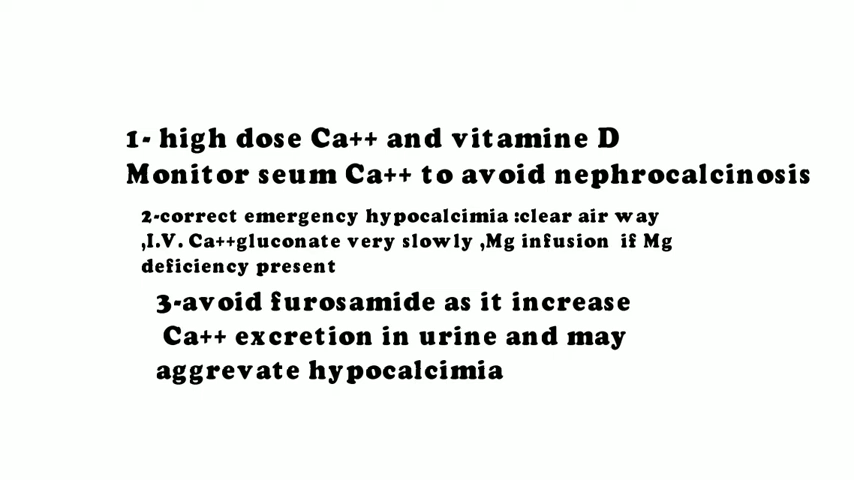 1- high dose Ca++ and vitamine D
Monitor seum Ca++ to avoid nephrocalcinosis
2-correct emergency hypocalcimia :clear air way
,I.V. Ca++gluconate very slowly ,Mg infusion if Mg
deficiency present
3-avoid furosamide as it increase
Ca++ excretion in urine and may
aggrevate hypocalcimia